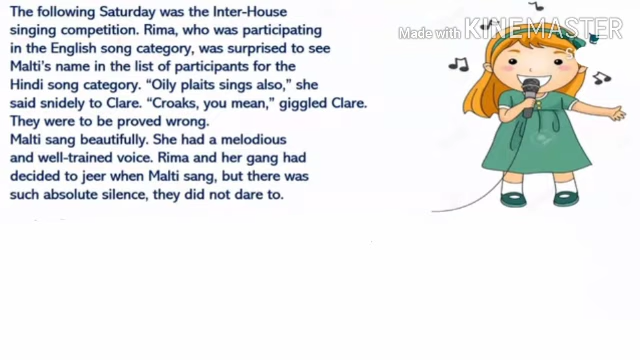 The following Saturday was the Inter-House
singing competition. Rima, who was participating
in the English song category, was surprised to see
Malti's name in the list of participants for the
Hindi song category. “Oily plaits sings also,” she
said snidely to Clare. “Croaks, you mean,” giggled Clare.
They were to be proved wrong.
Malti sang beautifully. She had a melodious
and well-trained voice. Rima and her gang had
decided to jeer when Malti sang, but there was
such absolute silence, they did not dare to.
Made with KINEMASTER